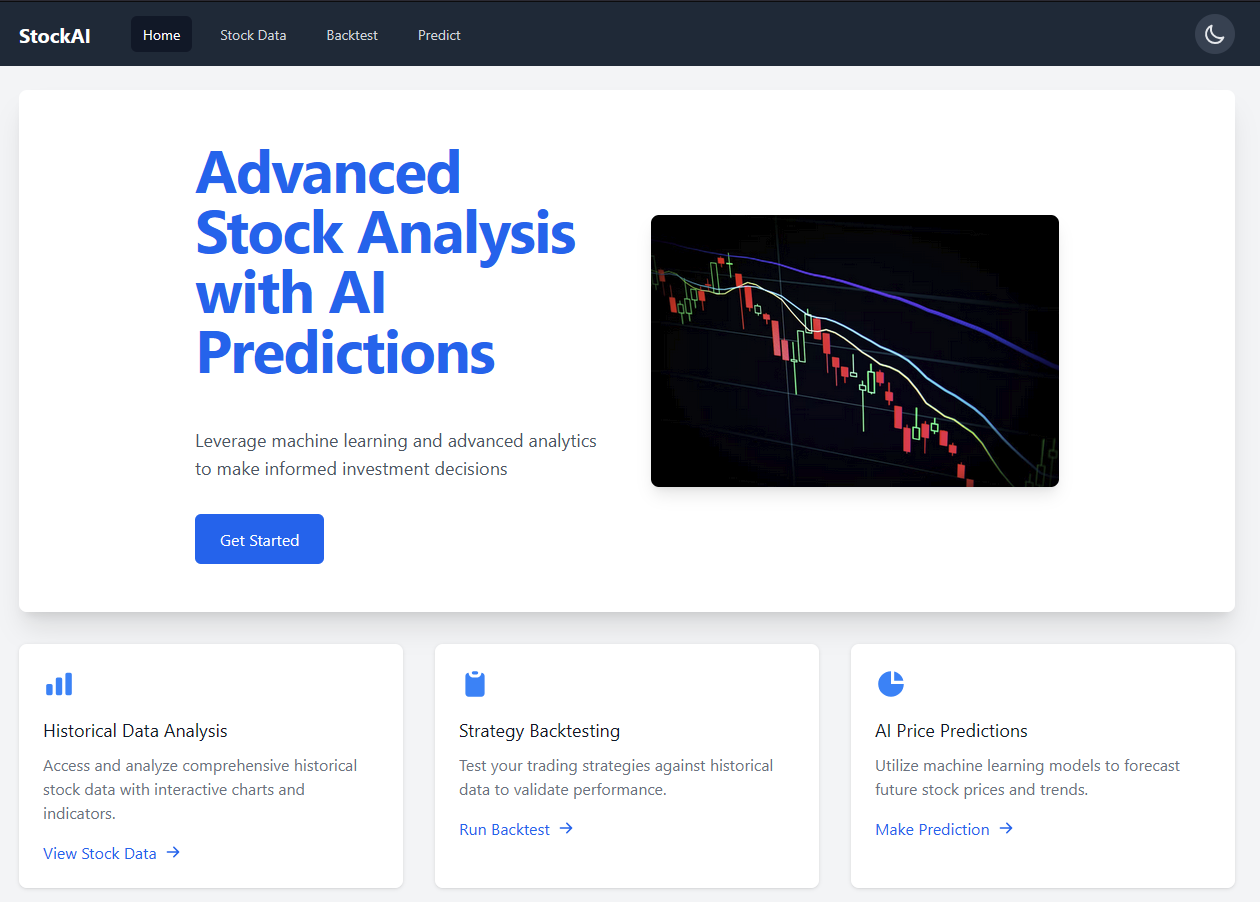 StockAI
Home
Stock Data
Backtest
Predict
Advanced
Stock Analysis
with AI
Predictions
Leverage machine learning and advanced analytics
to make informed investment decisions
Get Started
Historical Data Analysis
Access and analyze comprehensive historical
stock data with interactive charts and
indicators.
View Stock Data
Strategy Backtesting
Test your trading strategies against historical
data to validate performance.
Run Backtest
AI Price Predictions
Utilize machine learning models to forecast
future stock prices and trends.
Make Prediction